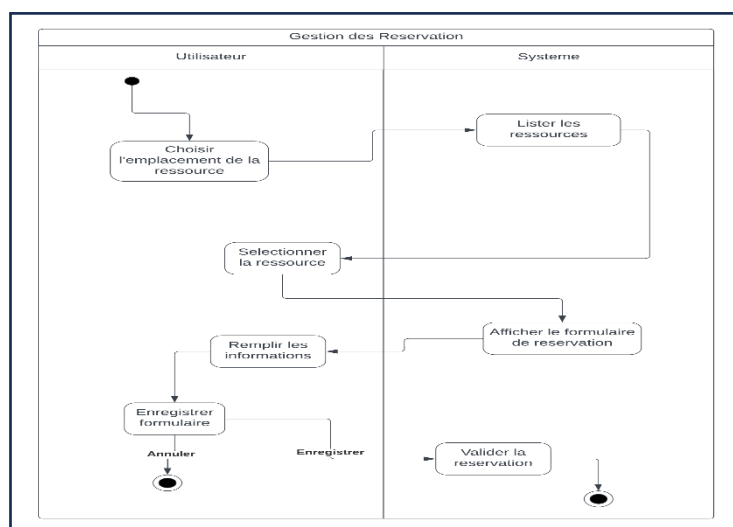 Gestion des Reservation
Utilisateur
Systeme
Choisir
l'emplacement de la
ressource
Lister les
ressources
Selectionner
la ressource
Afficher le formulaire
de reservation
Remplir les
informations
Enregistrer
formulaire
Annuler
Enregistrer
Valider la
reservation